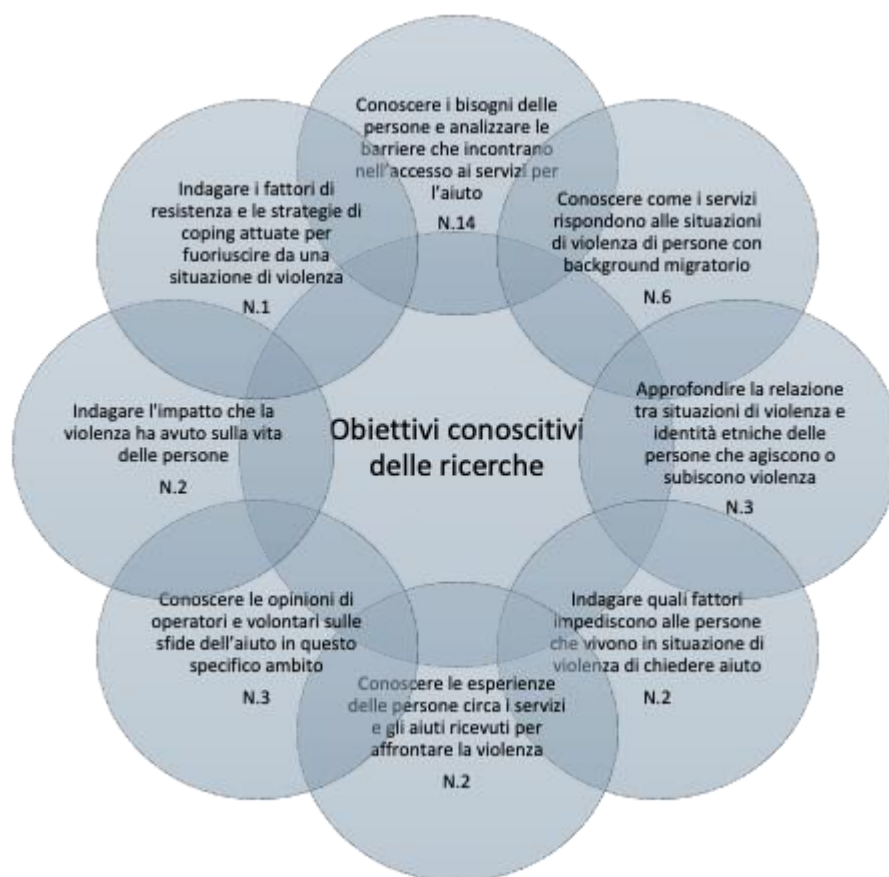 Conoscere i bisogni delle
persone e analizzare le
barriere che incontrano
nell'accesso ai servizi per
l'aiuto
N.14
Conoscere come i servizi
rispondono alle situazioni
di violenza di persone con
background migratorio
N.6
Approfondire la relazione
tra situazioni di violenza e
identità etniche delle
persone che agiscono o
subiscono violenza
N.3
Indagare quali fattori
impediscono alle persone
che vivono in situazione di
violenza di chiedere aiuto
N.2
Conoscere le esperienze
delle persone circa i servizi
e gli aiuti ricevuti per
affrontare la violenza
N.2
Conoscere le opinioni di
operatori e volontari sulle
sfide dell'aiuto in questo
specifico ambito
N.3
Indagare l'impatto che la
violenza ha avuto sulla vita
delle persone
N.2
Indagare i fattori di
resistenza e le strategie di
coping attuate per
fuoriuscire da una
situazione di violenza
N.1
Obiettivi conoscitivi
delle ricerche